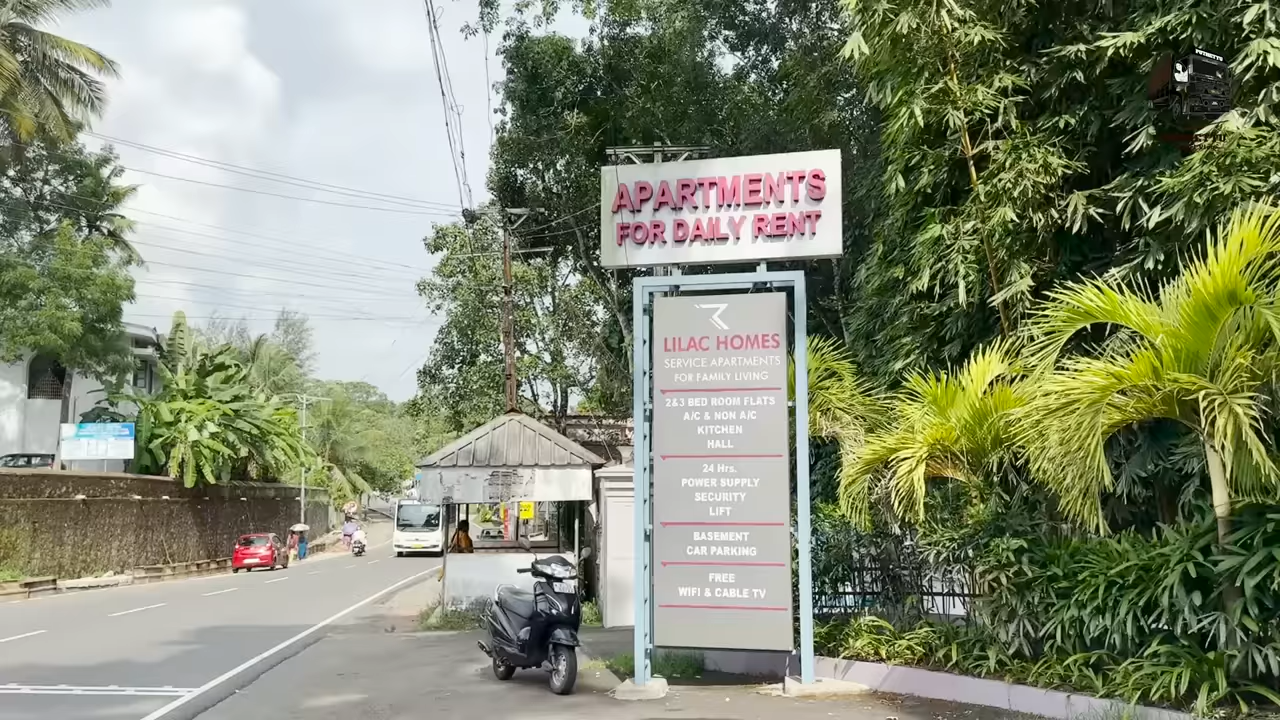 APARTMENTS
FOR DAILY RENT
LILAC HOMES
SERVICE APARTMENTS
FOR FAMILY LIVING
2&3 BED ROOM FLATS
A/C & NON A/C
KITCHEN
HALL
24 Hrs.
POWER SUPPLY
SECURITY
LIFT
BASEMENT
CAR PARKING
FREE
WIFI & CABLE TV